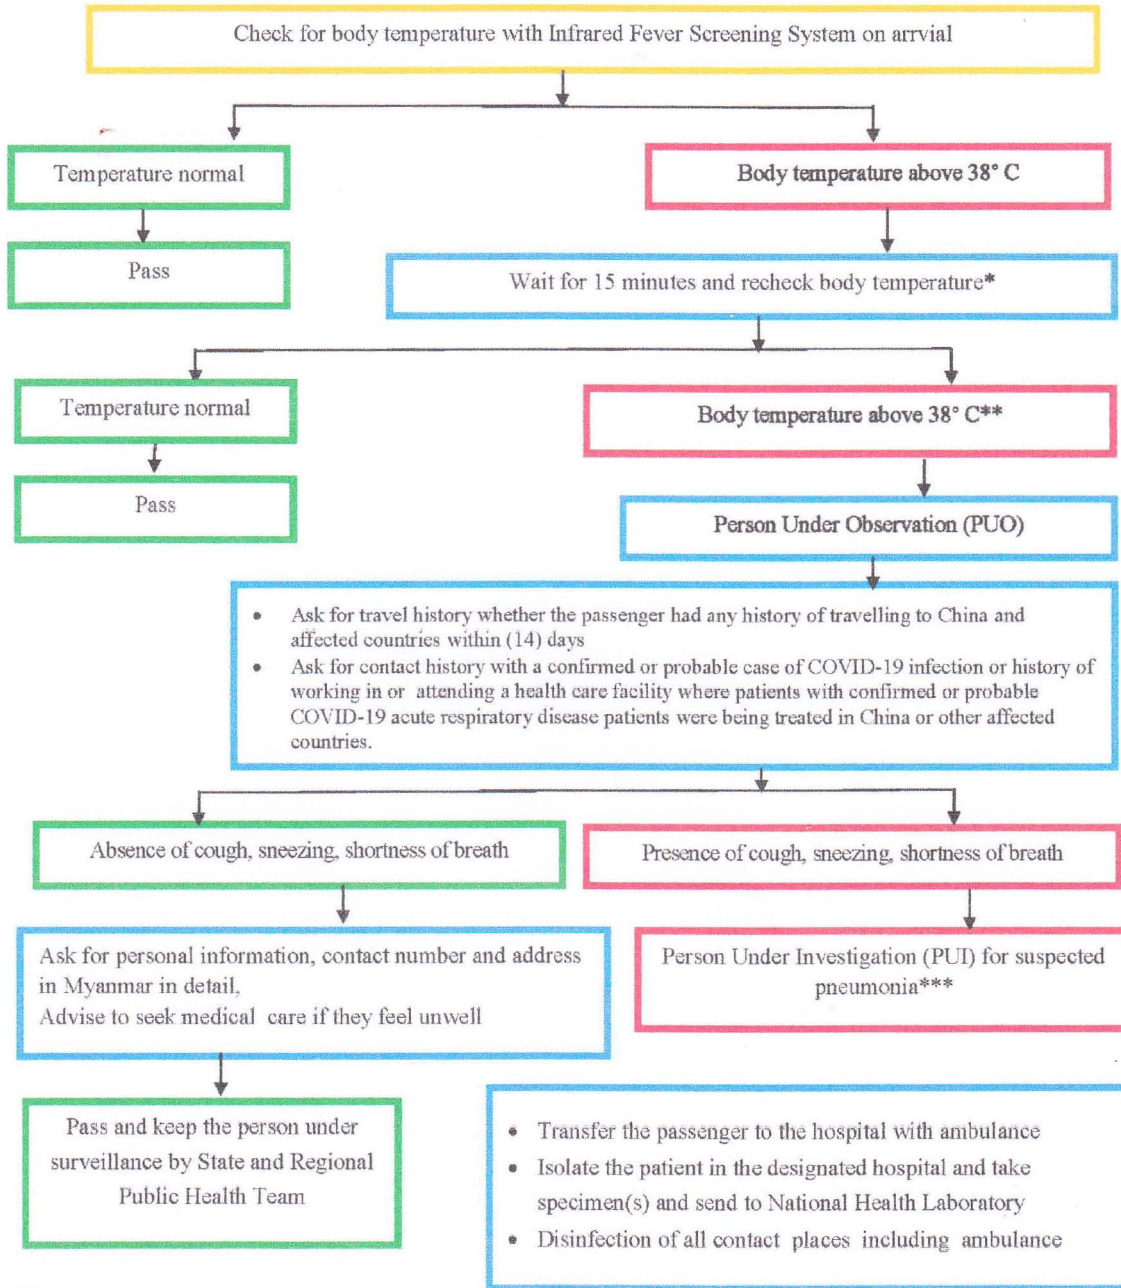 Check for body temperature with Infrared Fever Screening System on arrvial
Temperature normal
Body temperature above 38° C
Pass
Wait for 15 minutes and recheck body temperature*
Temperature normal
Body temperature above 38° C**
Pass
Person Under Observation (PUO)
• Ask for travel history whether the passenger had any history of travelling to China and
affected countries within (14) days
• Ask for contact history with a confirmed or probable case of COVID-19 infection or history of
working in or attending a health care facility where patients with confirmed or probable
COVID-19 acute respiratory disease patients were being treated in China or other affected
countries.
Absence of cough, sneezing, shortness of breath
Presence of cough, sneezing, shortness of breath
Ask for personal information, contact number and address
in Myanmar in detail,
Advise to seek medical care if they feel unwell
Person Under Investigation (PUI) for suspected
pneumonia***
Pass and keep the person under
surveillance by State and Regional
Public Health Team
• Transfer the passenger to the hospital with ambulance
• Isolate the patient in the designated hospital and take
specimen(s) and send to National Health Laboratory
• Disinfection of all contact places including ambulance